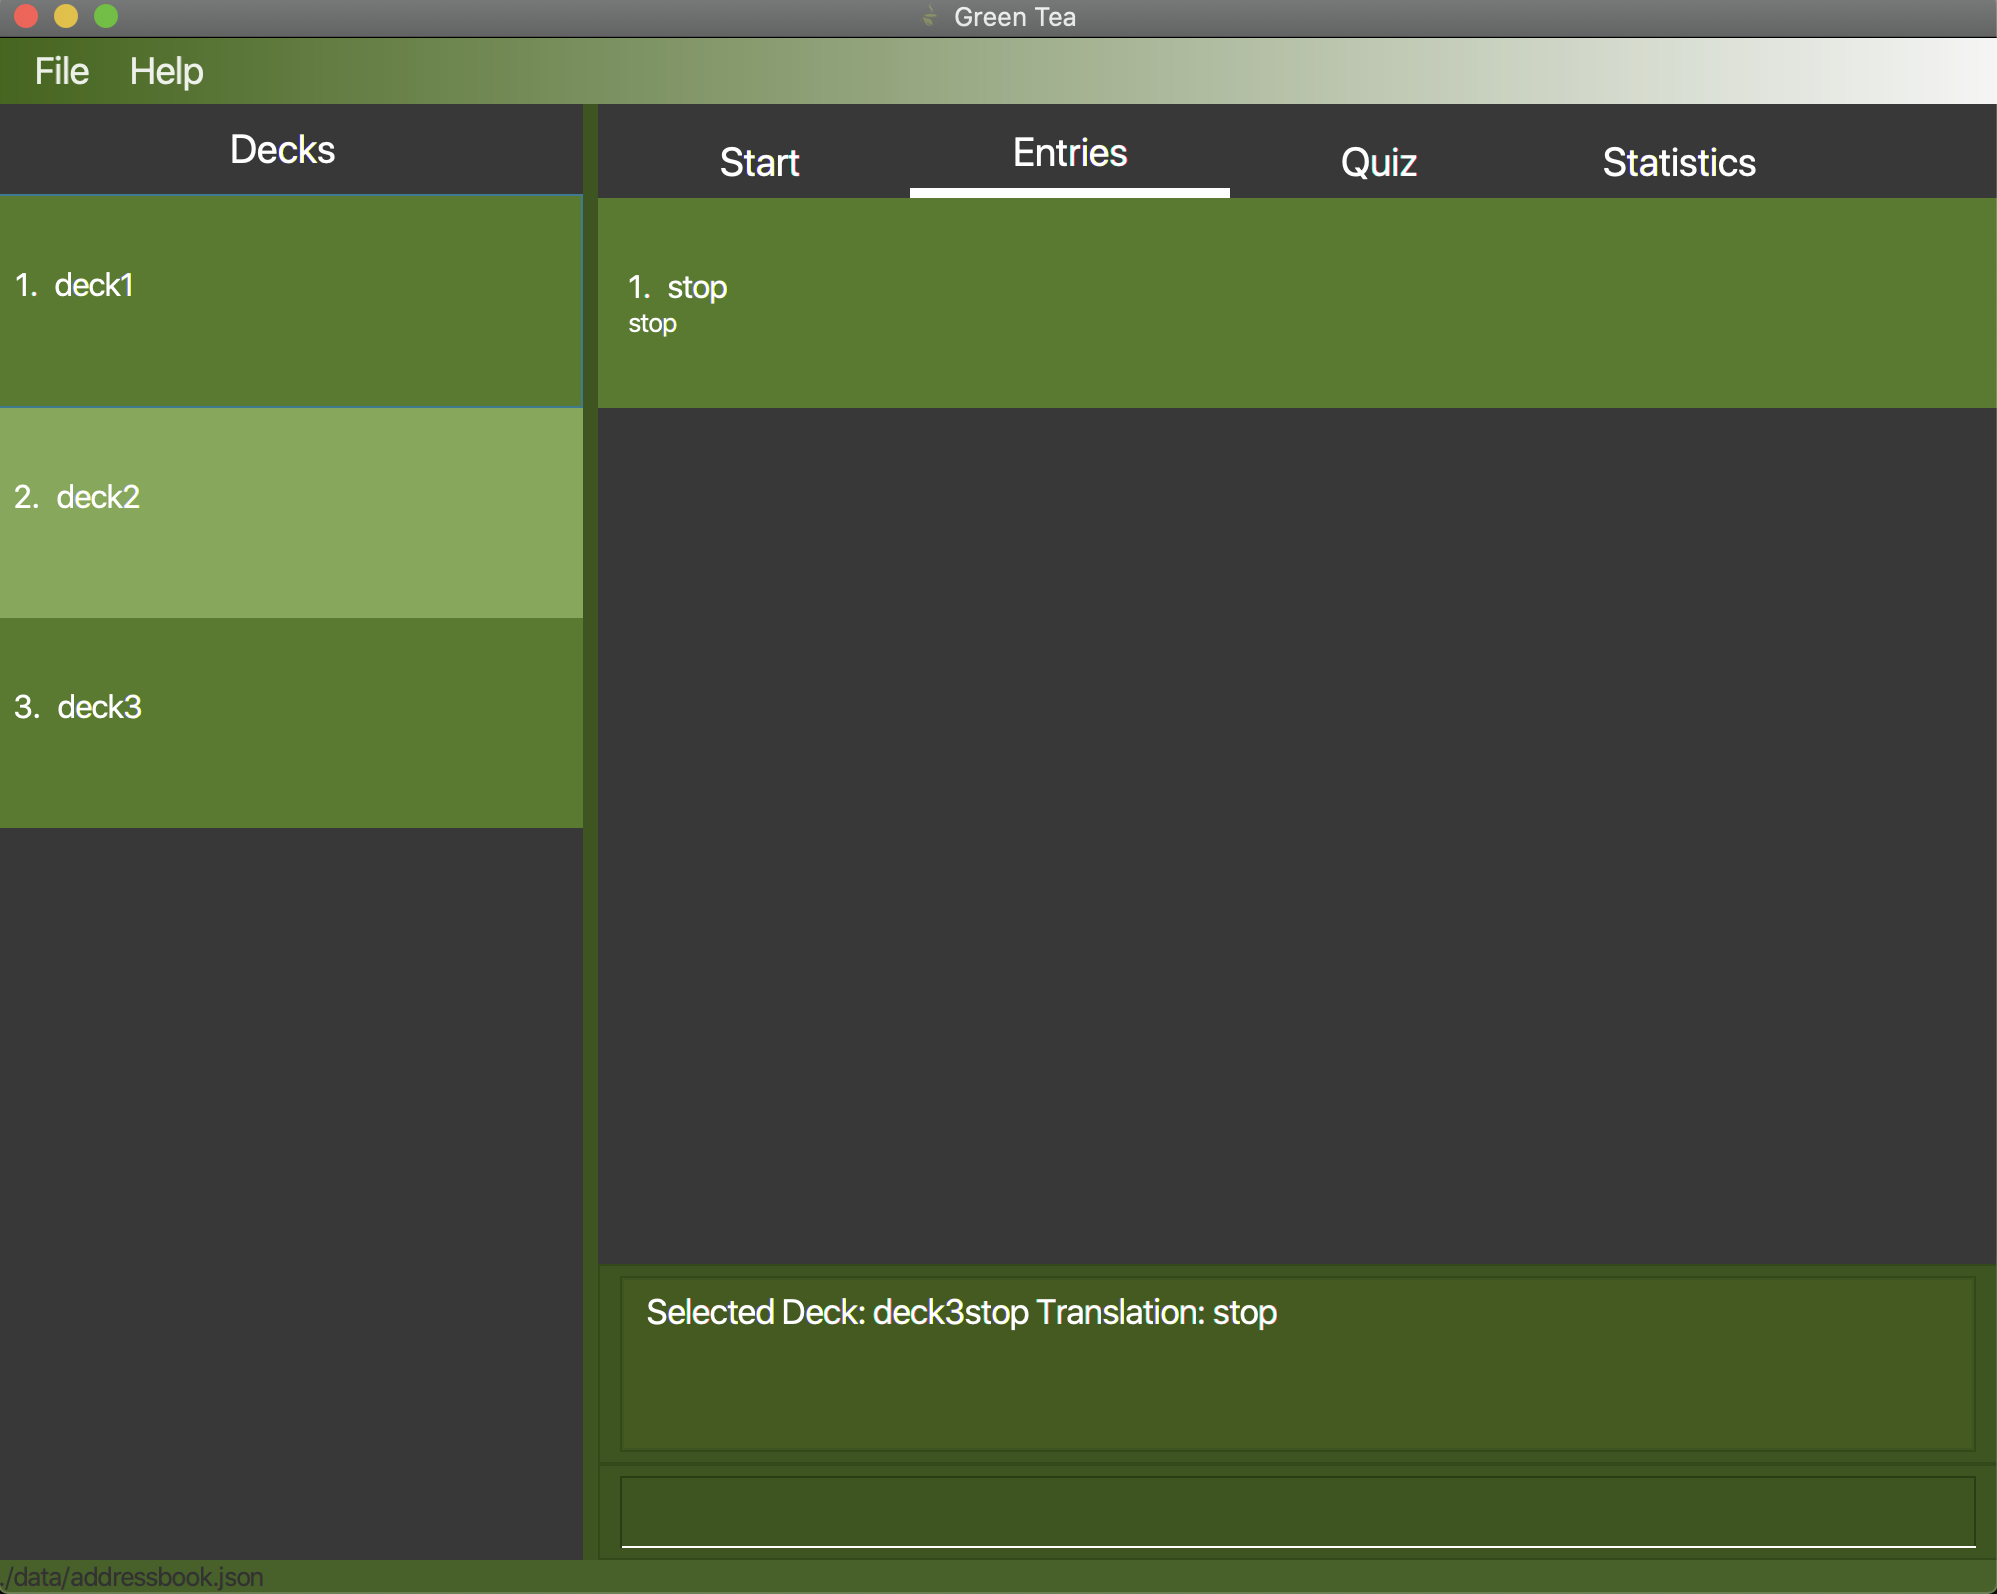 Green Tea
File Help
Decks
Start Entries Quiz Statistics
1. deck1
2. deck2
3. deck3
1. stop
stop
Selected Deck: deck3stop Translation: stop
./data/addressbook.json